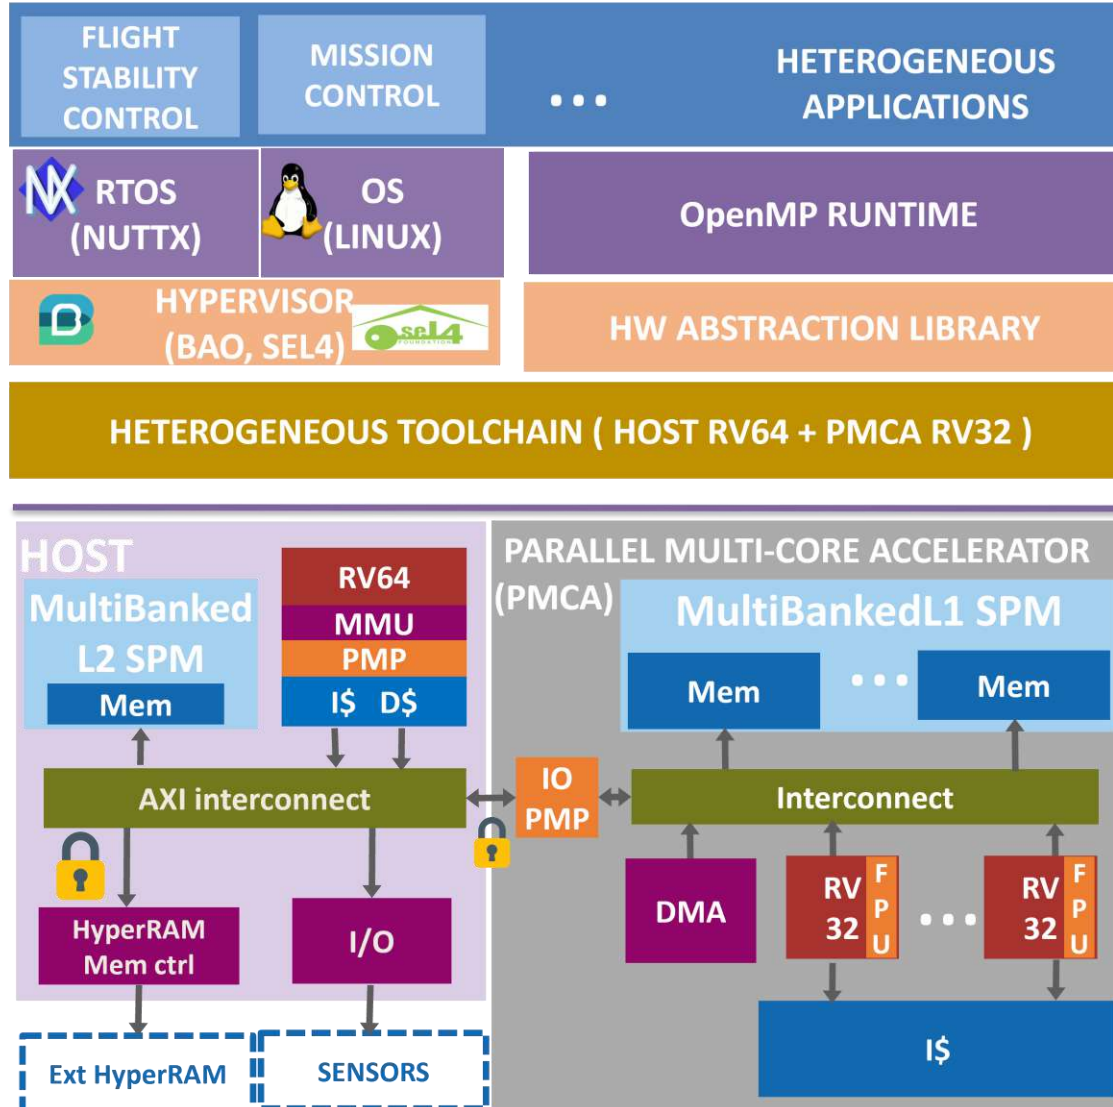 FLIGHT
STABILITY
CONTROL
MISSION
CONTROL
...
HETEROGENEOUS
APPLICATIONS
NX
RTOS
(NUTTX)
OS
(LINUX)
OpenMP RUNTIME
HYPERVISOR
(BAO, SEL4)
seL4
FOUNDATION
HW ABSTRACTION LIBRARY
HETEROGENEOUS TOOLCHAIN ( HOST RV64 + PMCA RV32 )
HOST
MultiBanked
L2 SPM
Mem
RV64
MMU
PMP
I$ D$
AXI interconnect
HyperRAM
Mem ctrl
I/O
Ext HyperRAM
SENSORS
IO
PMP
PARALLEL MULTI-CORE ACCELERATOR
(PMCA)
MultiBankedL1 SPM
Mem
...
Mem
Interconnect
DMA
RV
32
FPU
...
RV
32
FPU
I$